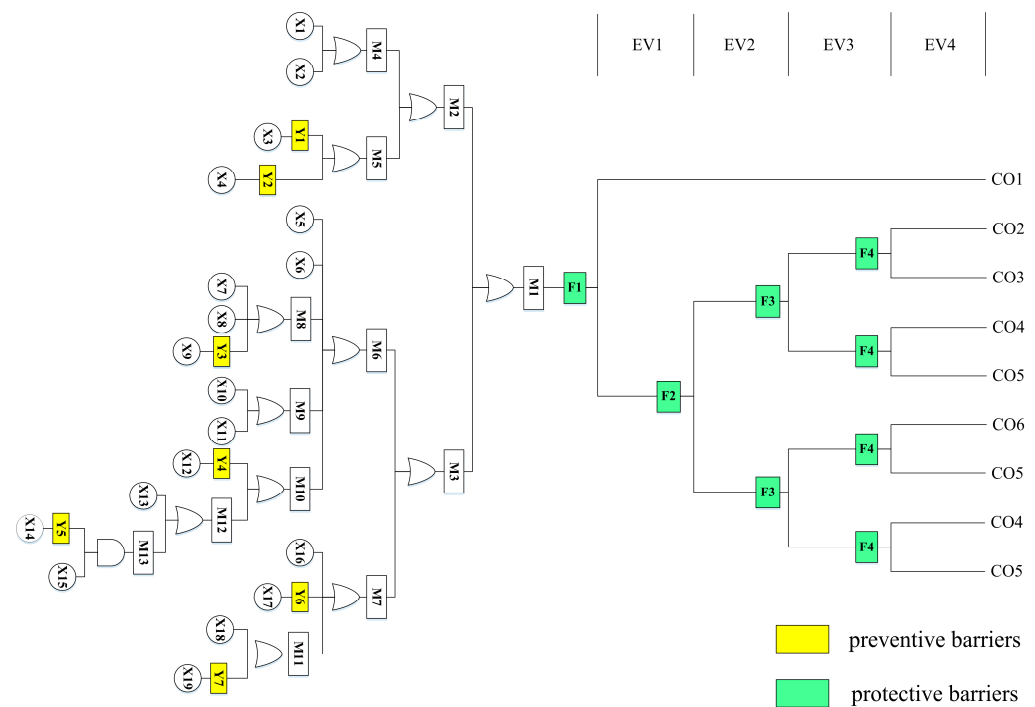 EV1 EV2 EV3 EV4
X1
X2
M4
M2
X3
Y1
M5
X4
Y2
X5
X6
X7
X8
M8
X9
Y3
X10
X11
M9
M6
X12
Y4
M10
X13
M12
X14
Y5
M13
X15
M3
X16
X17
Y6
M7
X18
M11
X19
Y7
M1
F1
F2
F3
F3
F4
F4
F4
F4
CO1
CO2
CO3
CO4
CO5
CO6
CO5
CO4
CO5
preventive barriers
protective barriers